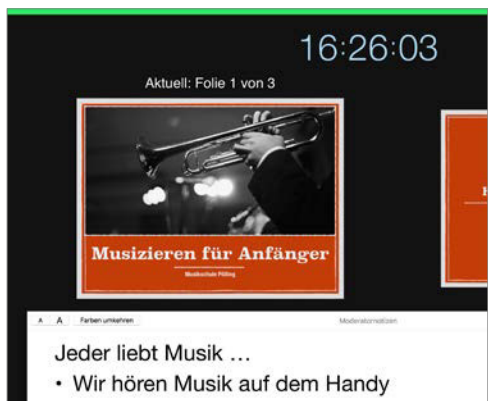 16:26:03
Aktuell: Folie 1 von 3
Musizieren für Anfänger
Musikschule Pölling
H
A A Farben umkehren Moderatornotizen
Jeder liebt Musik …
• Wir hören Musik auf dem Handy